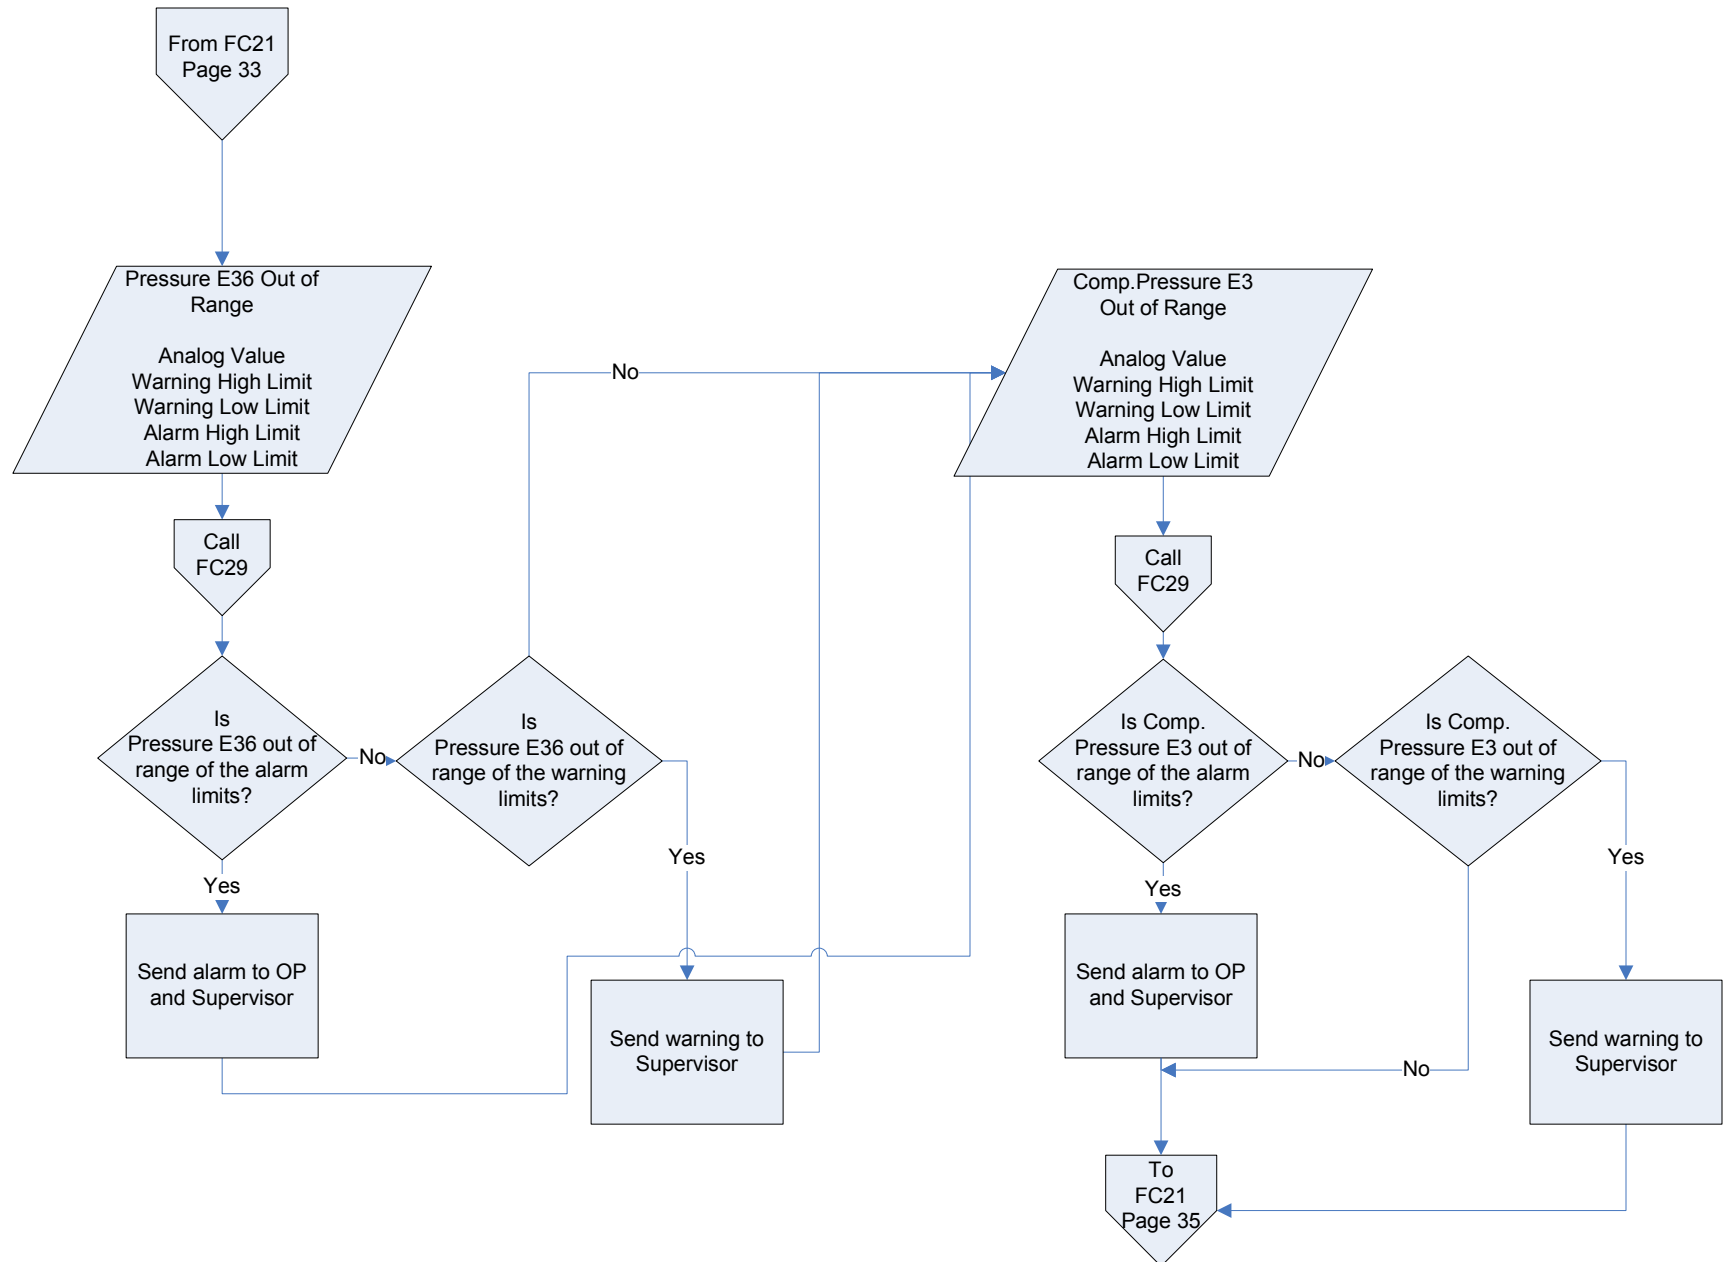 From FC21
Page 33
Pressure E36 Out of
Range
Analog Value
Warning High Limit
Warning Low Limit
Alarm High Limit
Alarm Low Limit
Call
FC29
Is
Pressure E36 out of
range of the alarm
limits?
No
Is
Pressure E36 out of
range of the warning
limits?
No
Yes
Send alarm to OP
and Supervisor
Yes
Send warning to
Supervisor
Comp.Pressure E3
Out of Range
Analog Value
Warning High Limit
Warning Low Limit
Alarm High Limit
Alarm Low Limit
Call
FC29
Is Comp.
Pressure E3 out of
range of the alarm
limits?
No
Is Comp.
Pressure E3 out of
range of the warning
limits?
Yes
Send alarm to OP
and Supervisor
No
Yes
Send warning to
Supervisor
To
FC21
Page 35